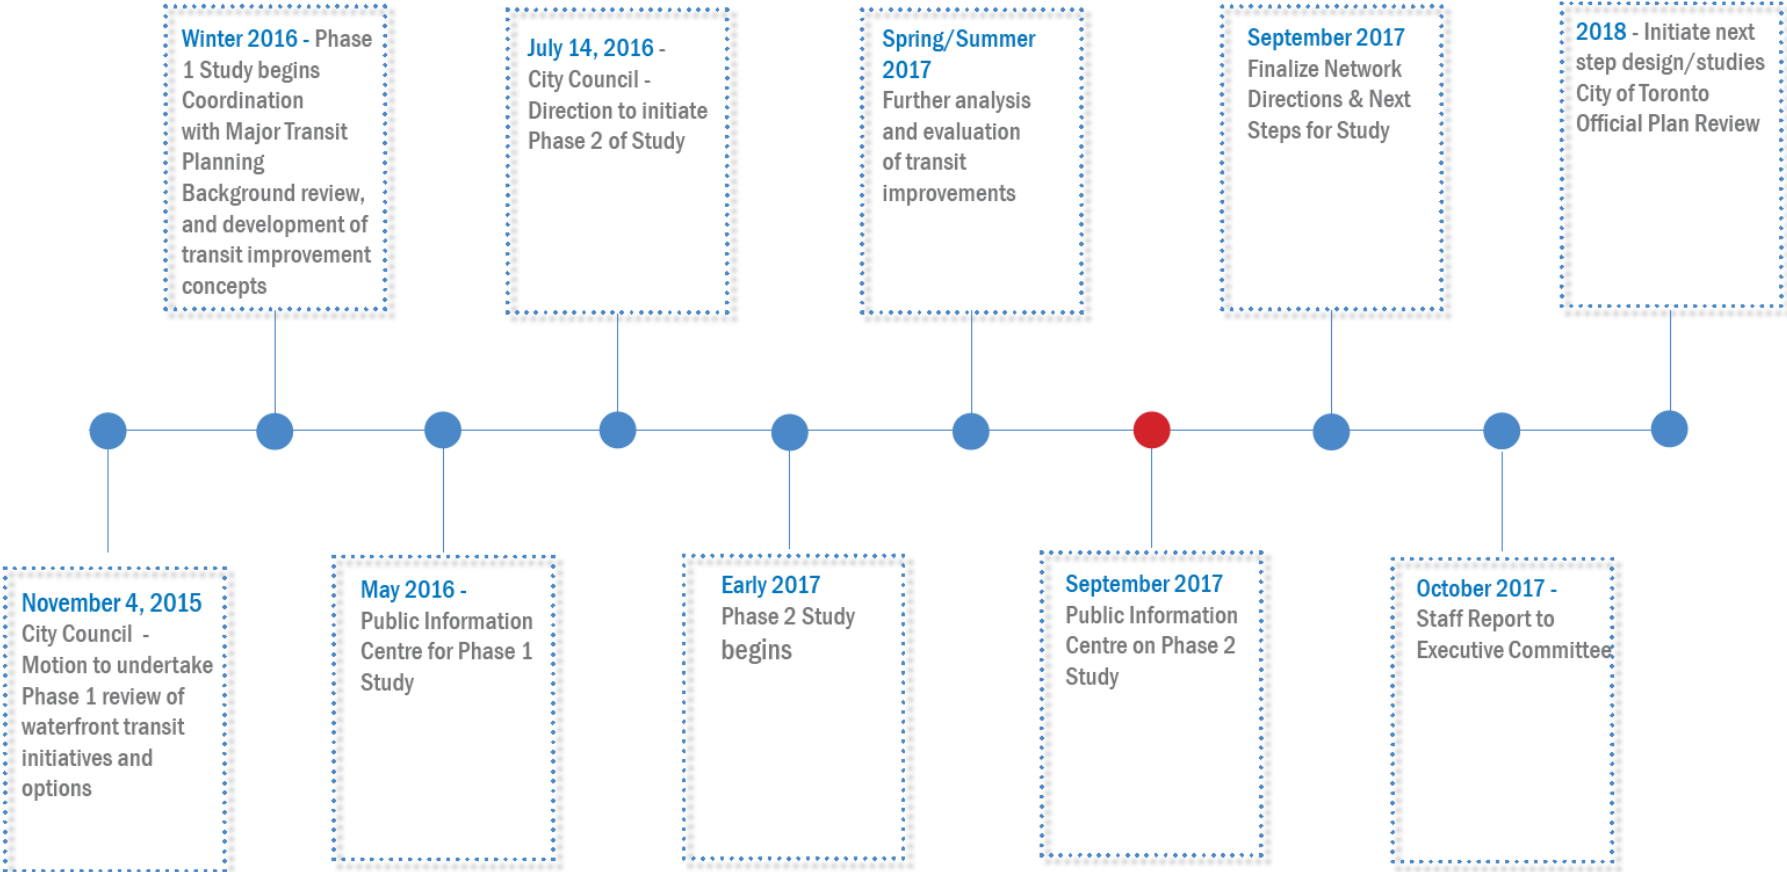 Winter 2016 - Phase
1 Study begins
Coordination
with Major Transit
Planning
Background review,
and development of
transit improvement
concepts
July 14, 2016 -
City Council -
Direction to initiate
Phase 2 of Study
Spring/Summer
2017
Further analysis
and evaluation
of transit
improvements
September 2017
Finalize Network
Directions & Next
Steps for Study
2018 - Initiate next
step design/studies
City of Toronto
Official Plan Review
November 4, 2015
City Council -
Motion to undertake
Phase 1 review of
waterfront transit
initiatives and
options
May 2016 -
Public Information
Centre for Phase 1
Study
Early 2017
Phase 2 Study
begins
September 2017
Public Information
Centre on Phase 2
Study
October 2017 -
Staff Report to
Executive Committee